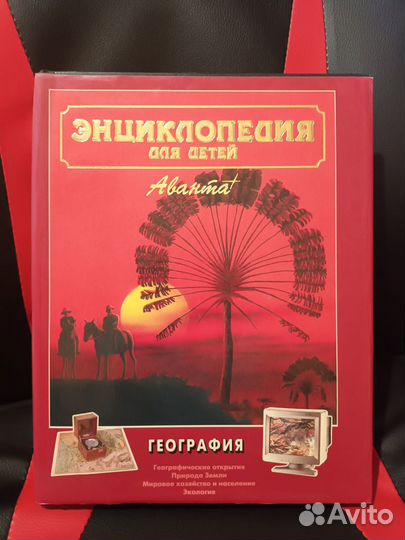 ЭНЦИКЛОПЕДИЯ
ДЛЯ ДЕТЕЙ
Аванта+
ГЕОГРАФИЯ
Географические открытия
Природа Земли
Мировое хозяйство и население
Экология
Avito